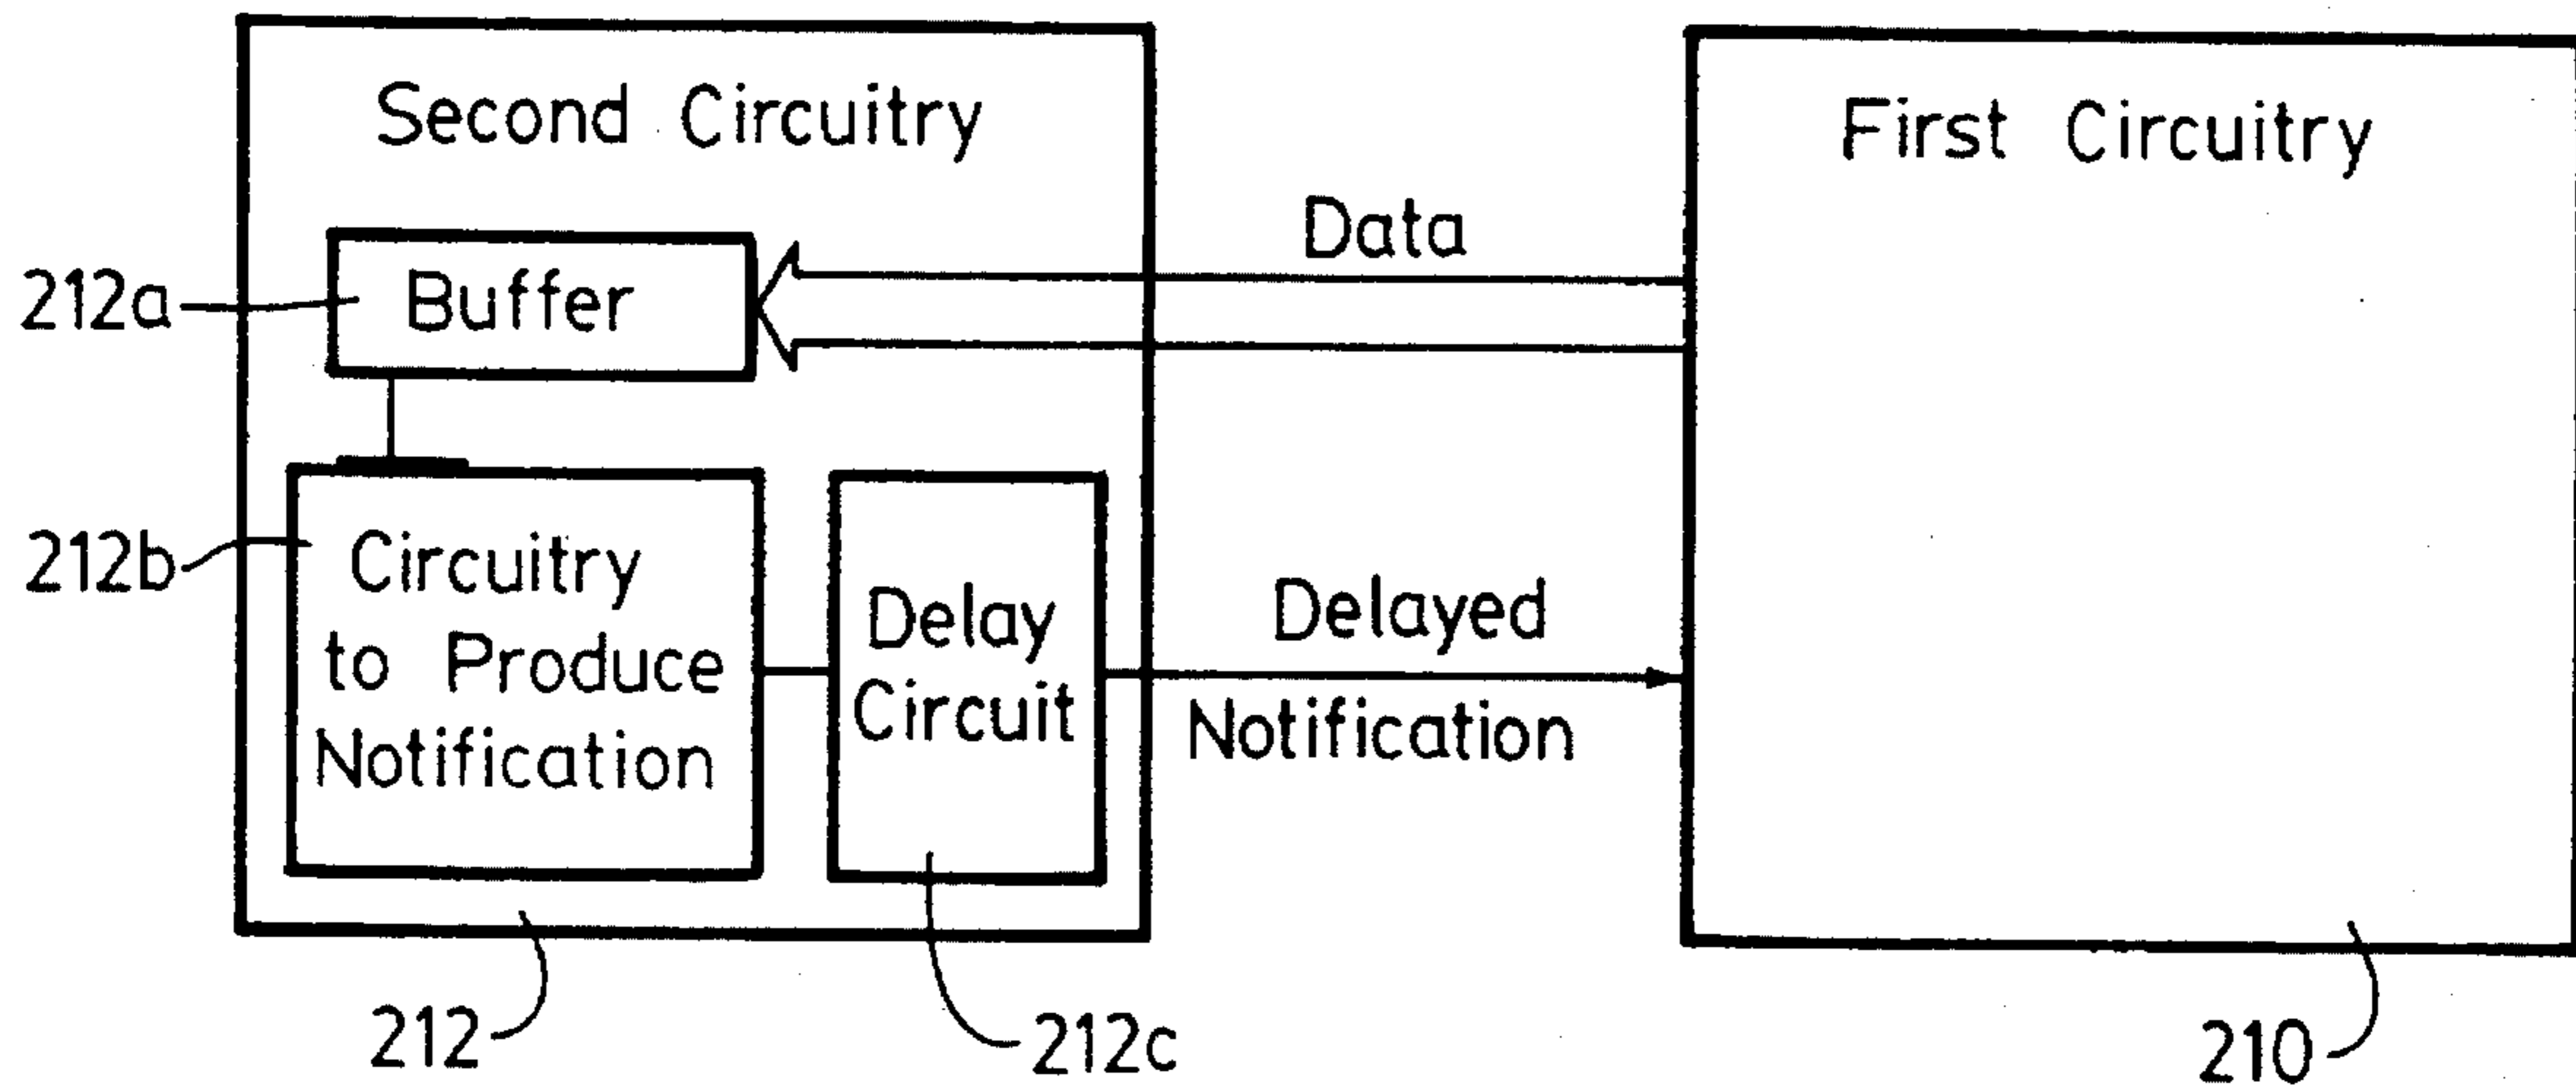 Second Circuitry
First Circuitry
Data
212a
Buffer
212b
Circuitry
to Produce
Notification
Delay
Circuit
Delayed
Notification
212
212c
210